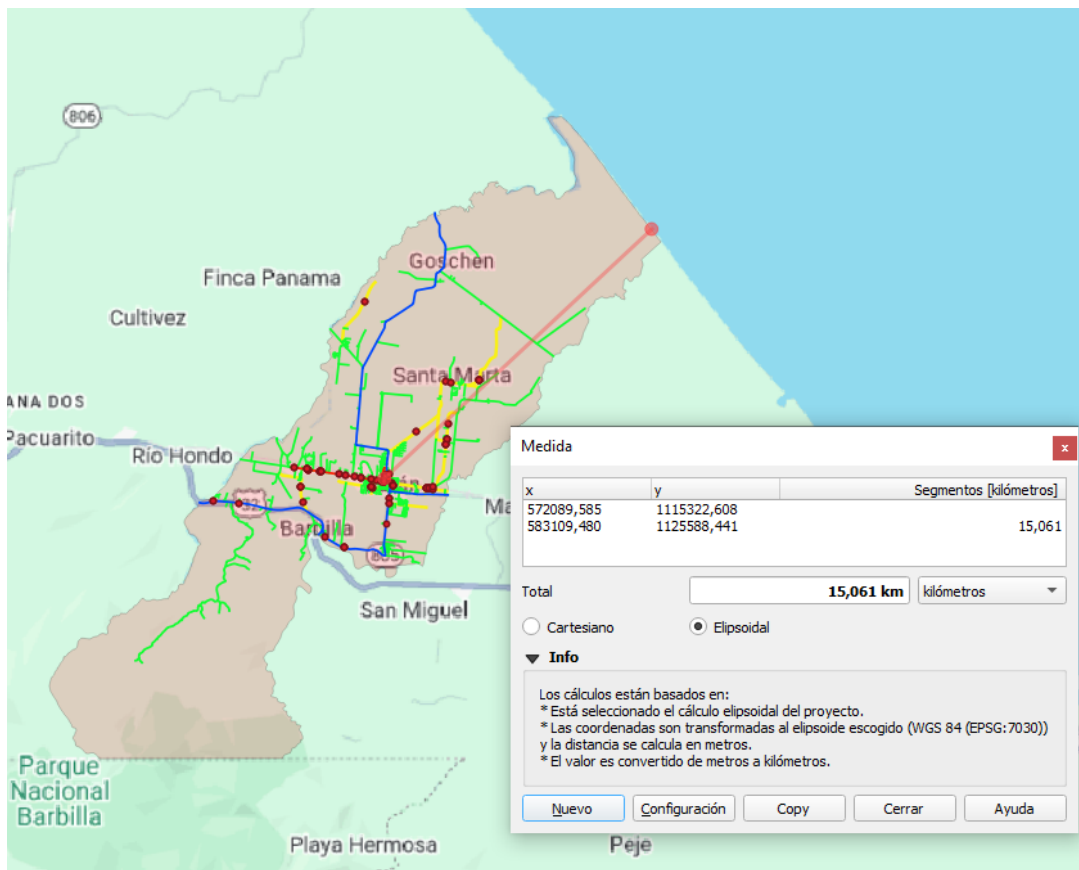 806
Goschen
Finca Panama
Cultivez
Santa Marta
ANA DOS
Pacuarito
Río Hondo
32
Barbilla
805
San Miguel
Parque
Nacional
Barbilla
Playa Hermosa
Peje
Medida
x
x y Segmentos [kilómetros]
572089,585 1115322,608
583109,480 1125588,441 15,061
Total 15,061 km kilómetros
Cartesiano Elipsoidal
Info
Los cálculos están basados en:
* Está seleccionado el cálculo elipsoidal del proyecto.
* Las coordenadas son transformadas al elipsoide escogido (WGS 84 (EPSG:7030))
y la distancia se calcula en metros.
* El valor es convertido de metros a kilómetros.
Nuevo Configuración Copy Cerrar Ayuda